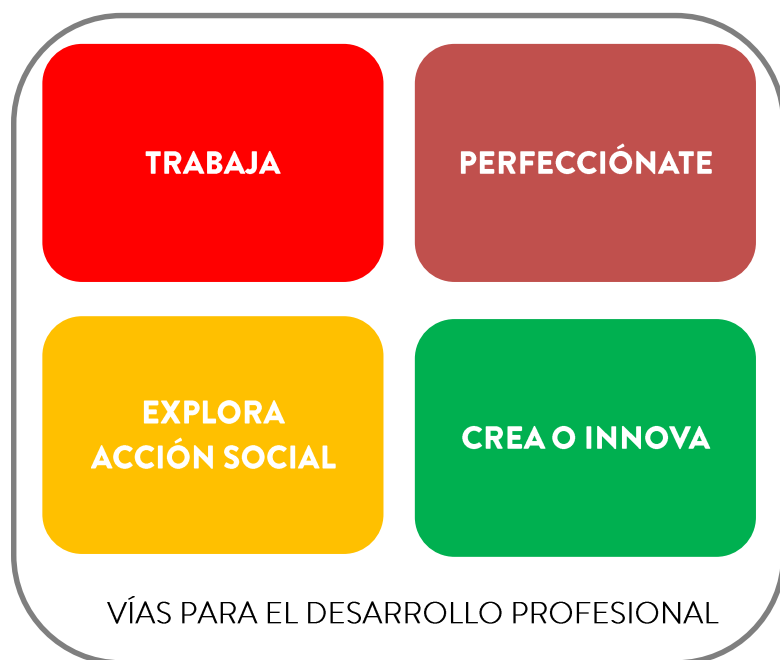 TRABAJA
PERFECCIÓNATE
EXPLORA
ACCIÓN SOCIAL
CREA O INNOVA
VÍAS PARA EL DESARROLLO PROFESIONAL